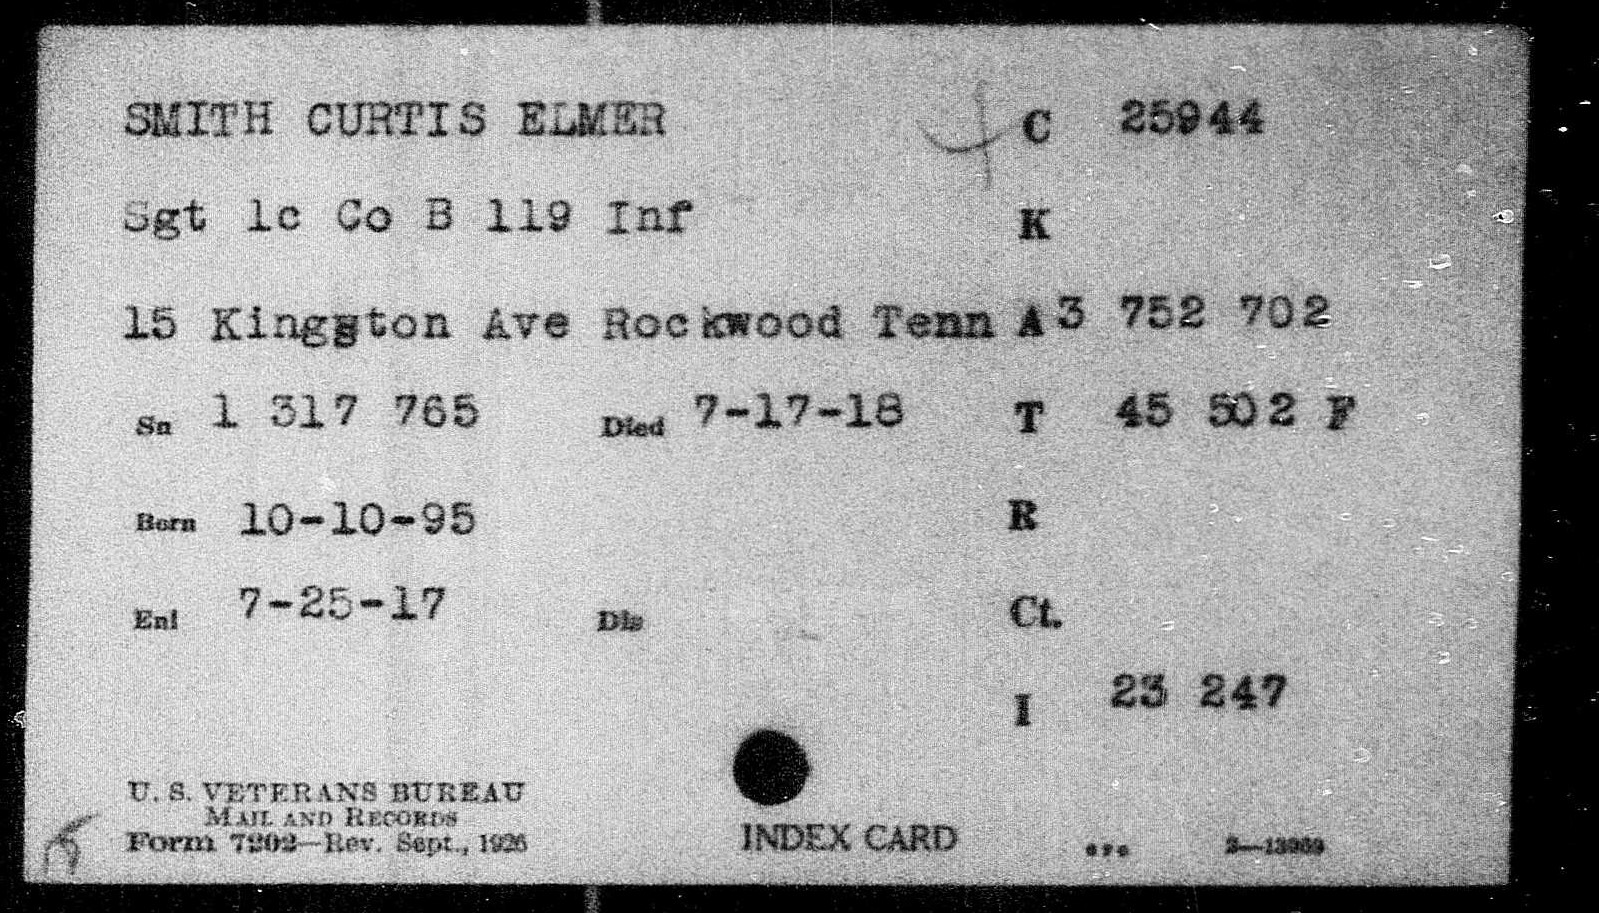 SMITH CURTIS ELMER C 25944
Sgt 1c Co B 119 Inf K
15 Kinggton Ave Rockwood Tenn A 3 752 702
Sn 1 317 765 Died 7-17-18 T 45 502 F
Born 10-10-95 R
Enl 7-25-17 Dis Ct.
I 23 247
U. S. VETERANS BUREAU
MAIL AND RECORDS
Form 7202—Rev. Sept., 1926 INDEX CARD GPO